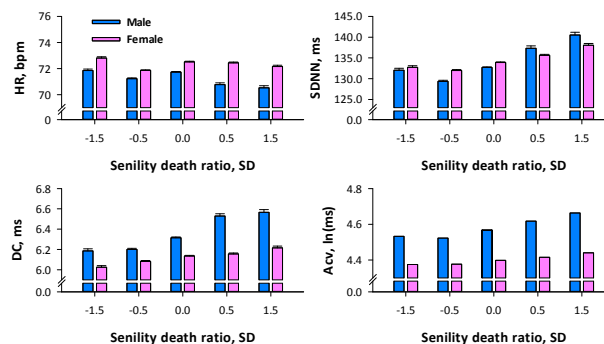 Male
Female
HR, bpm
76
74
72
70
0
-1.5 -0.5 0.0 0.5 1.5
Senility death ratio, SD
SDNN, ms
145.0
140.0
135.0
130.0
125.0
0.0
-1.5 -0.5 0.0 0.5 1.5
Senility death ratio, SD
DC, ms
6.8
6.6
6.4
6.2
6.0
0.0
-1.5 -0.5 0.0 0.5 1.5
Senility death ratio, SD
Acv, ln(ms)
4.8
4.6
4.4
0.0
-1.5 -0.5 0.0 0.5 1.5
Senility death ratio, SD